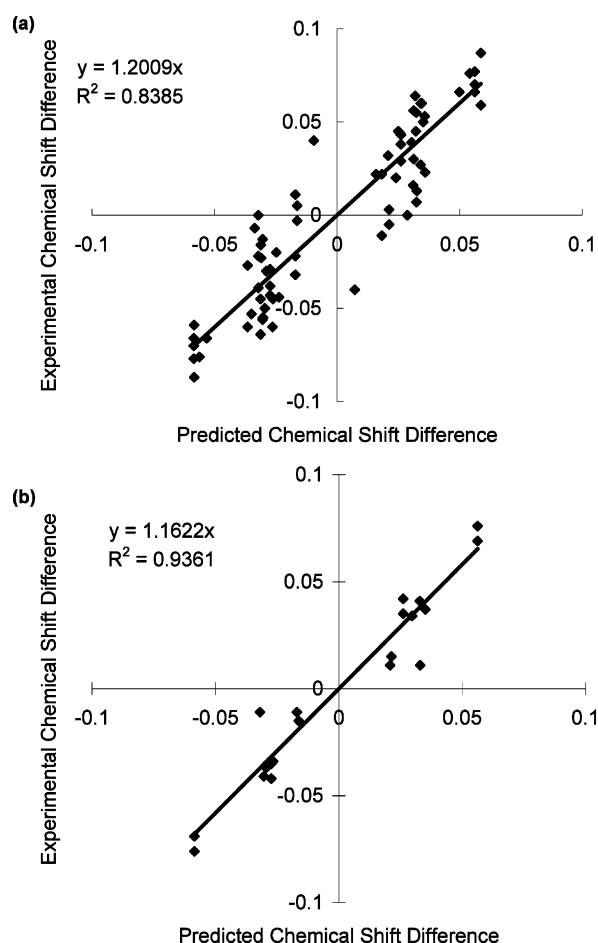 (a)
Experimental Chemical Shift Difference
y = 1.2009x
R² = 0.8385
0.1
0.05
0
-0.1
-0.05
0
0.05
0.1
-0.05
-0.1
Predicted Chemical Shift Difference
(b)
Experimental Chemical Shift Difference
y = 1.1622x
R² = 0.9361
0.1
0.05
0
-0.1
-0.05
0
0.05
0.1
-0.05
-0.1
Predicted Chemical Shift Difference